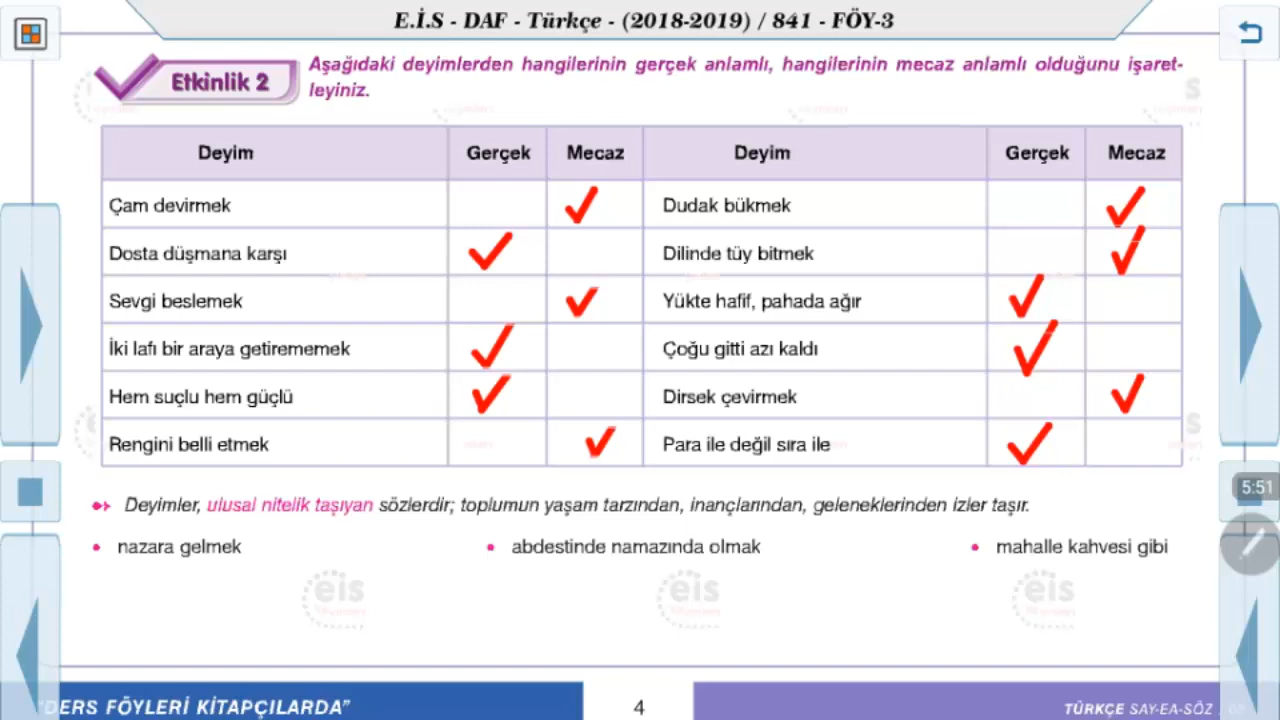 E.İ.S - DAF - Türkçe - (2018-2019) / 841 - FÖY-3
Etkinlik 2
Aşağıdaki deyimlerden hangilerinin gerçek anlamlı, hangilerinin mecaz anlamlı olduğunu işaret-
leyiniz.
Deyim Gerçek Mecaz Deyim Gerçek Mecaz
Çam devirmek Dudak bükmek
Dosta düşmana karşı Dilinde tüy bitmek
Sevgi beslemek Yükte hafif, pahada ağır
İki lafı bir araya getirememek Çoğu gitti azı kaldı
Hem suçlu hem güçlü Dirsek çevirmek
Rengini belli etmek Para ile değil sıra ile
Deyimler, ulusal nitelik taşıyan sözlerdir; toplumun yaşam tarzından, inançlarından, geleneklerinden izler taşır.
• nazara gelmek • abdestinde namazında olmak • mahalle kahvesi gibi
5:51
eis eis eis
"DERS FÖYLERİ KİTAPÇILARDA"
4
TÜRKÇE SAY-EA-SÖZ